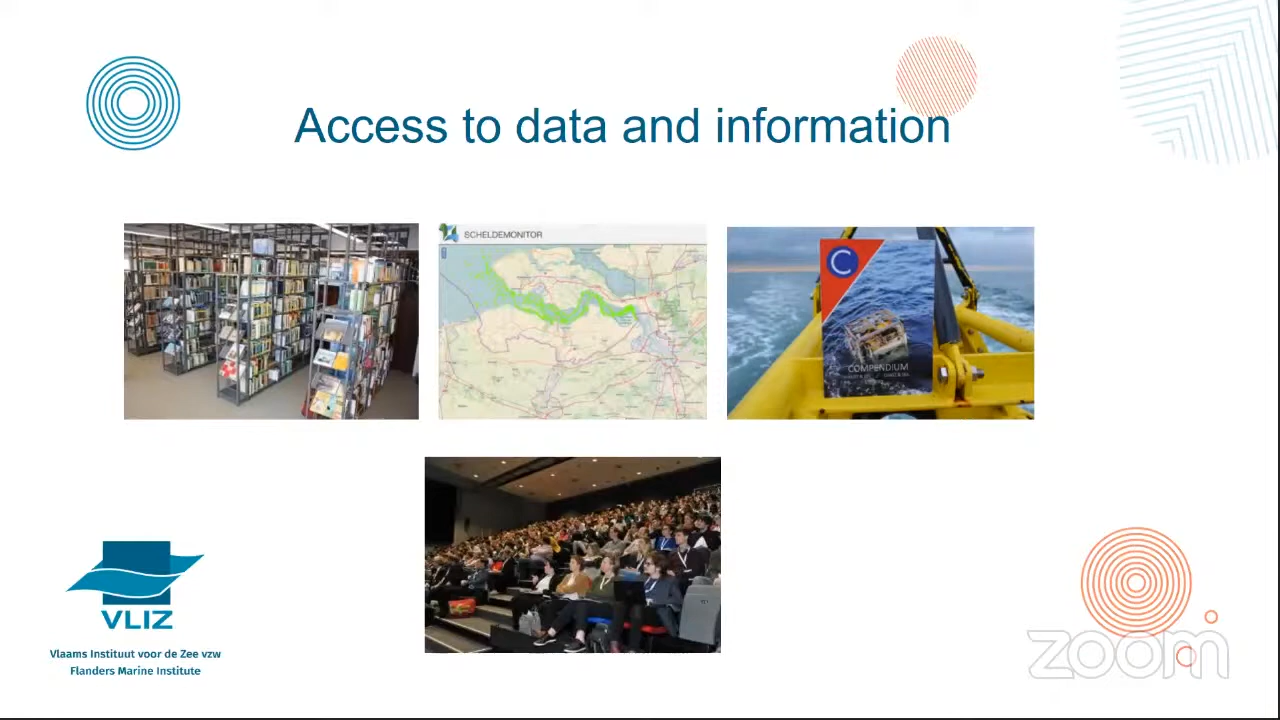 Access to data and information
SCHELDEMONITOR
C
COMPENDIUM
VLIZ
Vlaams Instituut voor de Zee vzw
Flanders Marine Institute
zoom